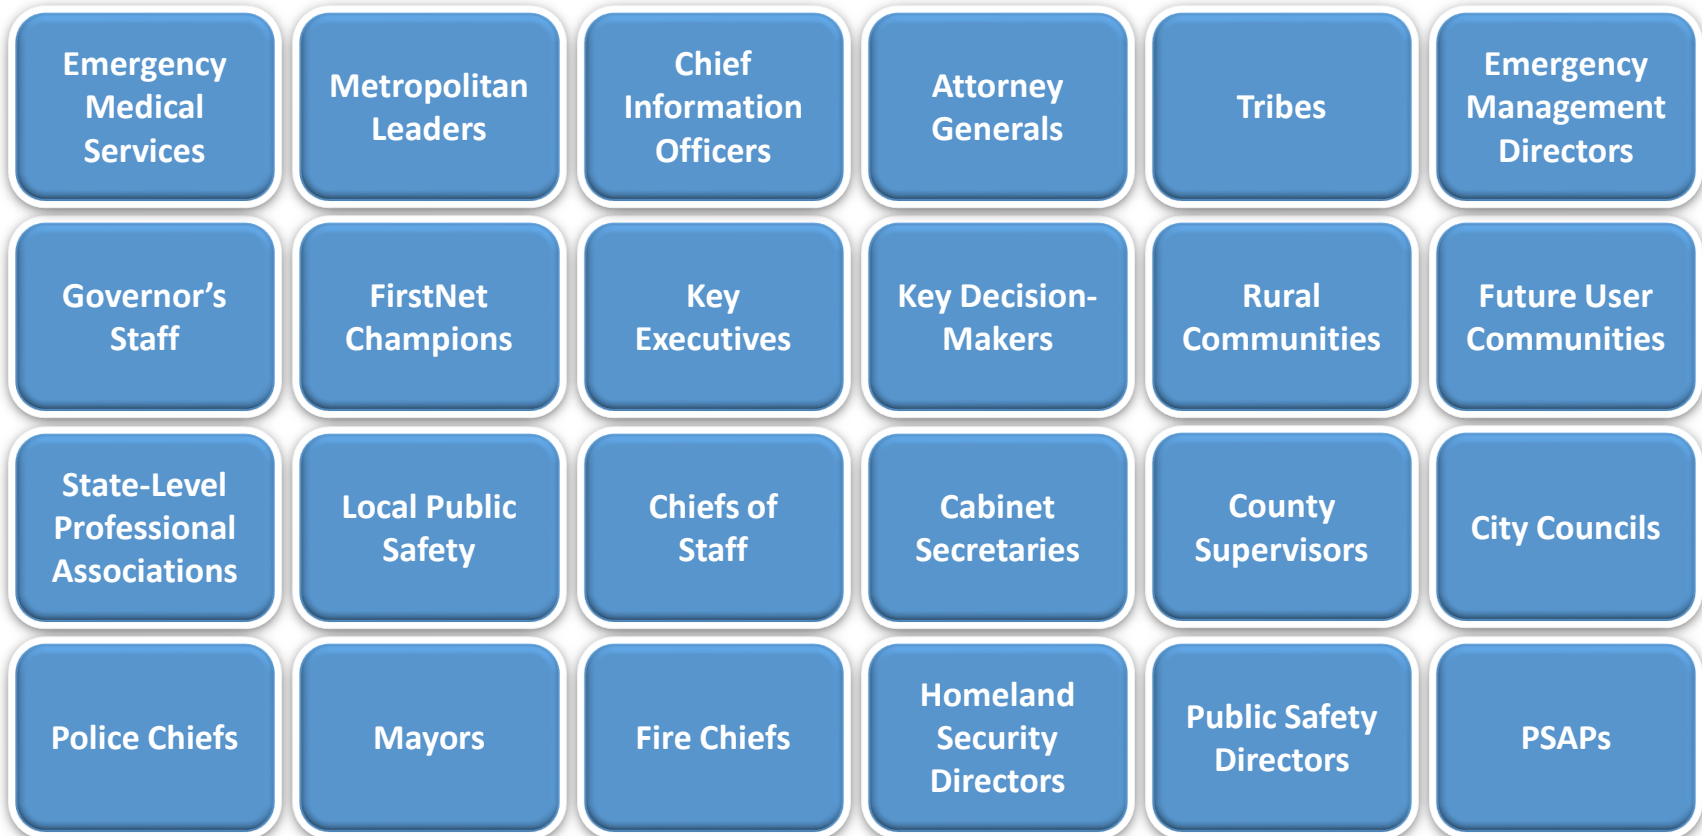 Emergency
Medical
Services
Metropolitan
Leaders
Chief
Information
Officers
Attorney
Generals
Tribes
Emergency
Management
Directors
Governor’s
Staff
FirstNet
Champions
Key
Executives
Key Decision-
Makers
Rural
Communities
Future User
Communities
State-Level
Professional
Associations
Local Public
Safety
Chiefs of
Staff
Cabinet
Secretaries
County
Supervisors
City Councils
Police Chiefs
Mayors
Fire Chiefs
Homeland
Security
Directors
Public Safety
Directors
PSAPs